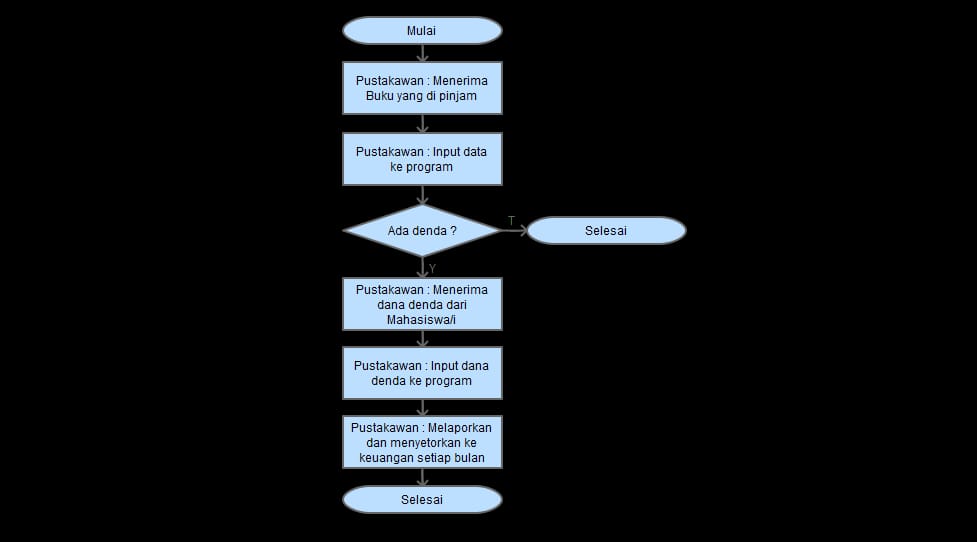 Mulai
Pustakawan : Menerima
Buku yang di pinjam
Pustakawan : Input data
ke program
Ada denda ?
T
Selesai
Y
Pustakawan : Menerima
dana denda dari
Mahasiswa/i
Pustakawan : Input dana
denda ke program
Pustakawan : Melaporkan
dan menyetorkan ke
keuangan setiap bulan
Selesai